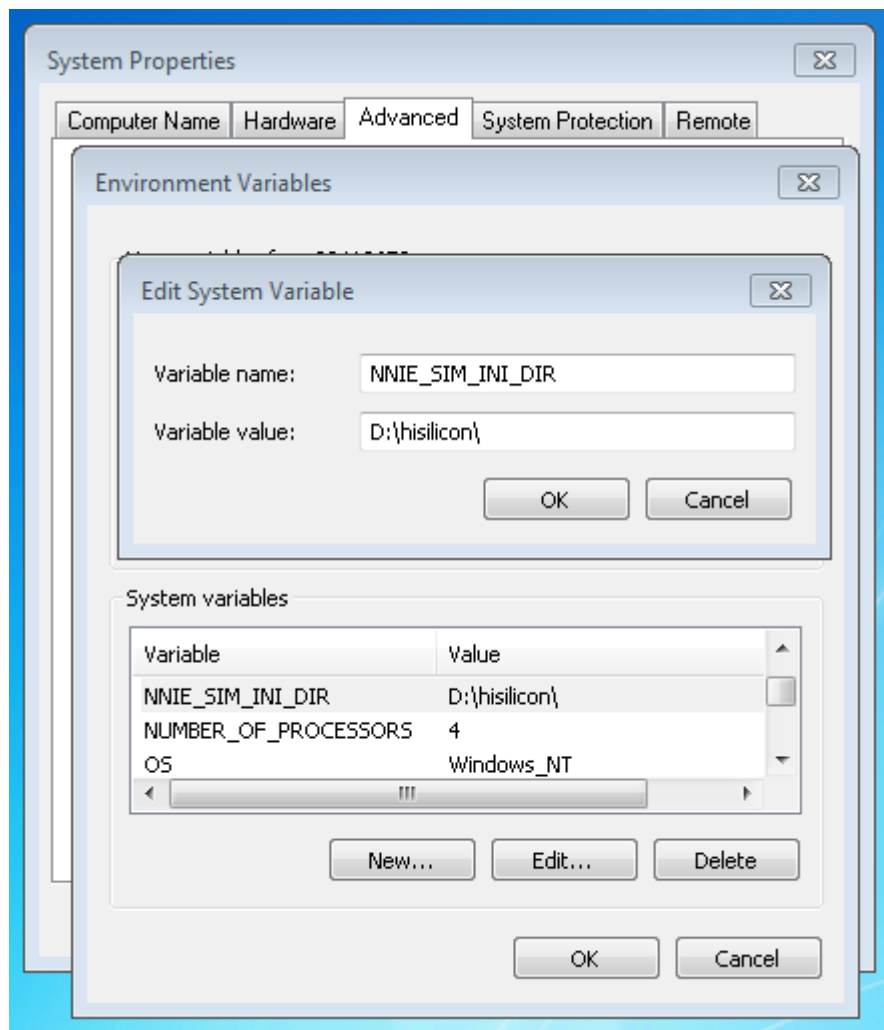 System Properties
Computer Name Hardware Advanced System Protection Remote
Environment Variables
Edit System Variable
Variable name: NNIE_SIM_INI_DIR
Variable value: D:\hisilicon\
OK Cancel
System variables
Variable Value
NNIE_SIM_INI_DIR D:\hisilicon\
NUMBER_OF_PROCESSORS 4
OS Windows_NT
New... Edit... Delete
OK Cancel